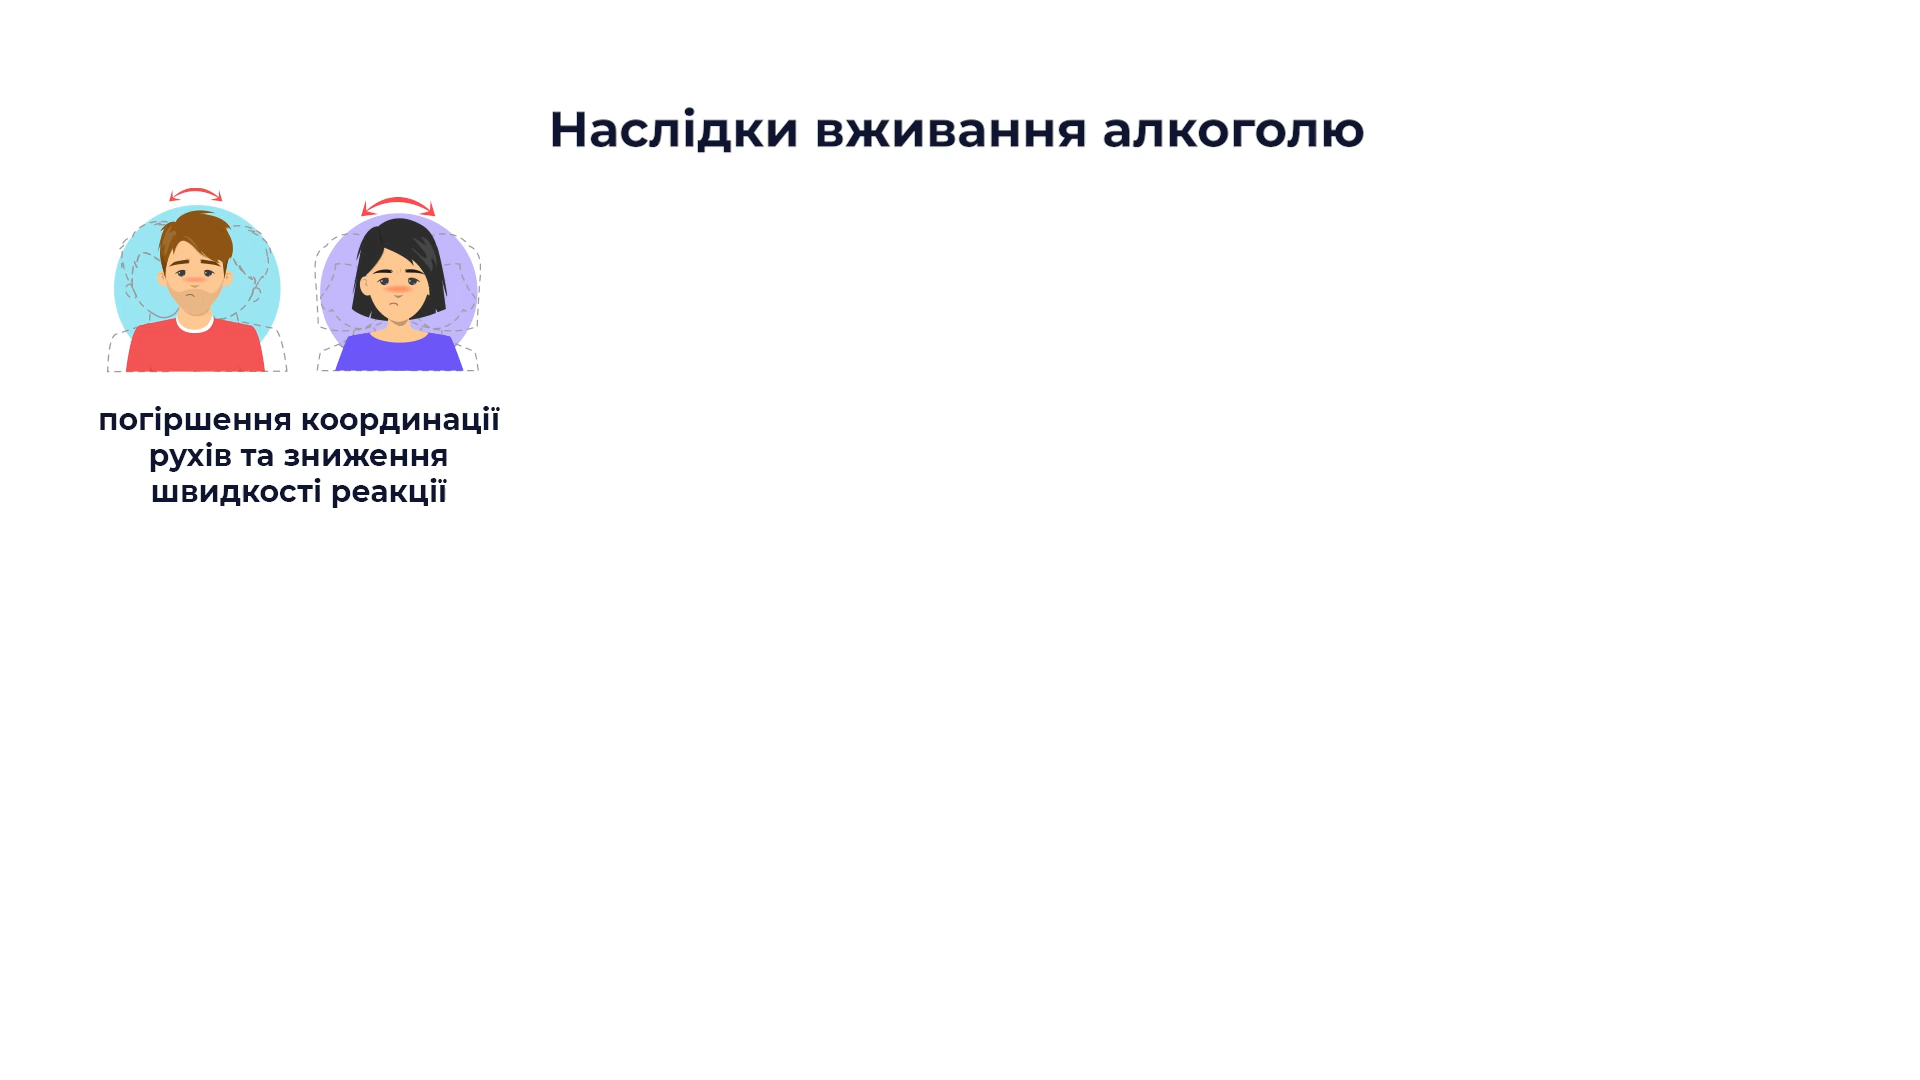 Наслідки вживання алкоголю
погіршення координації
рухів та зниження
швидкості реакції